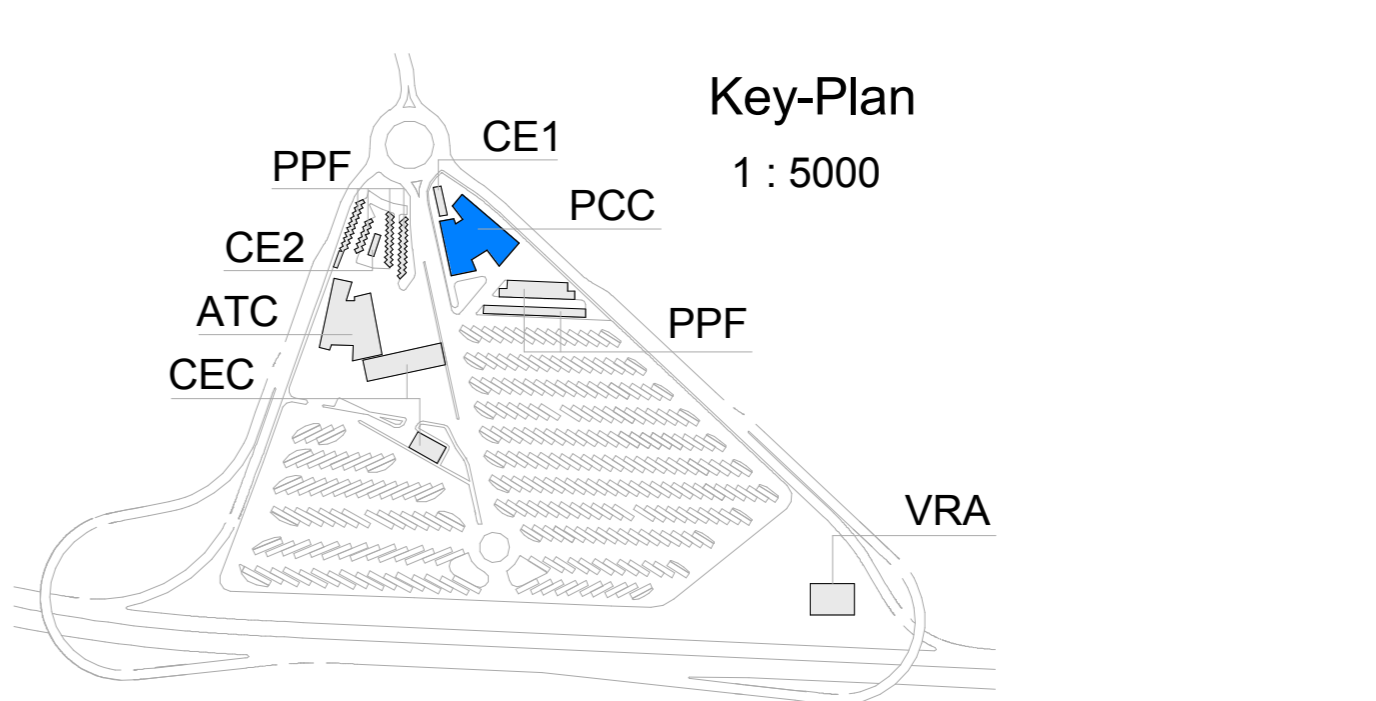 Key-Plan
1 : 5000
CE1
PPF
PCC
CE2
ATC
PPF
CEC
VRA